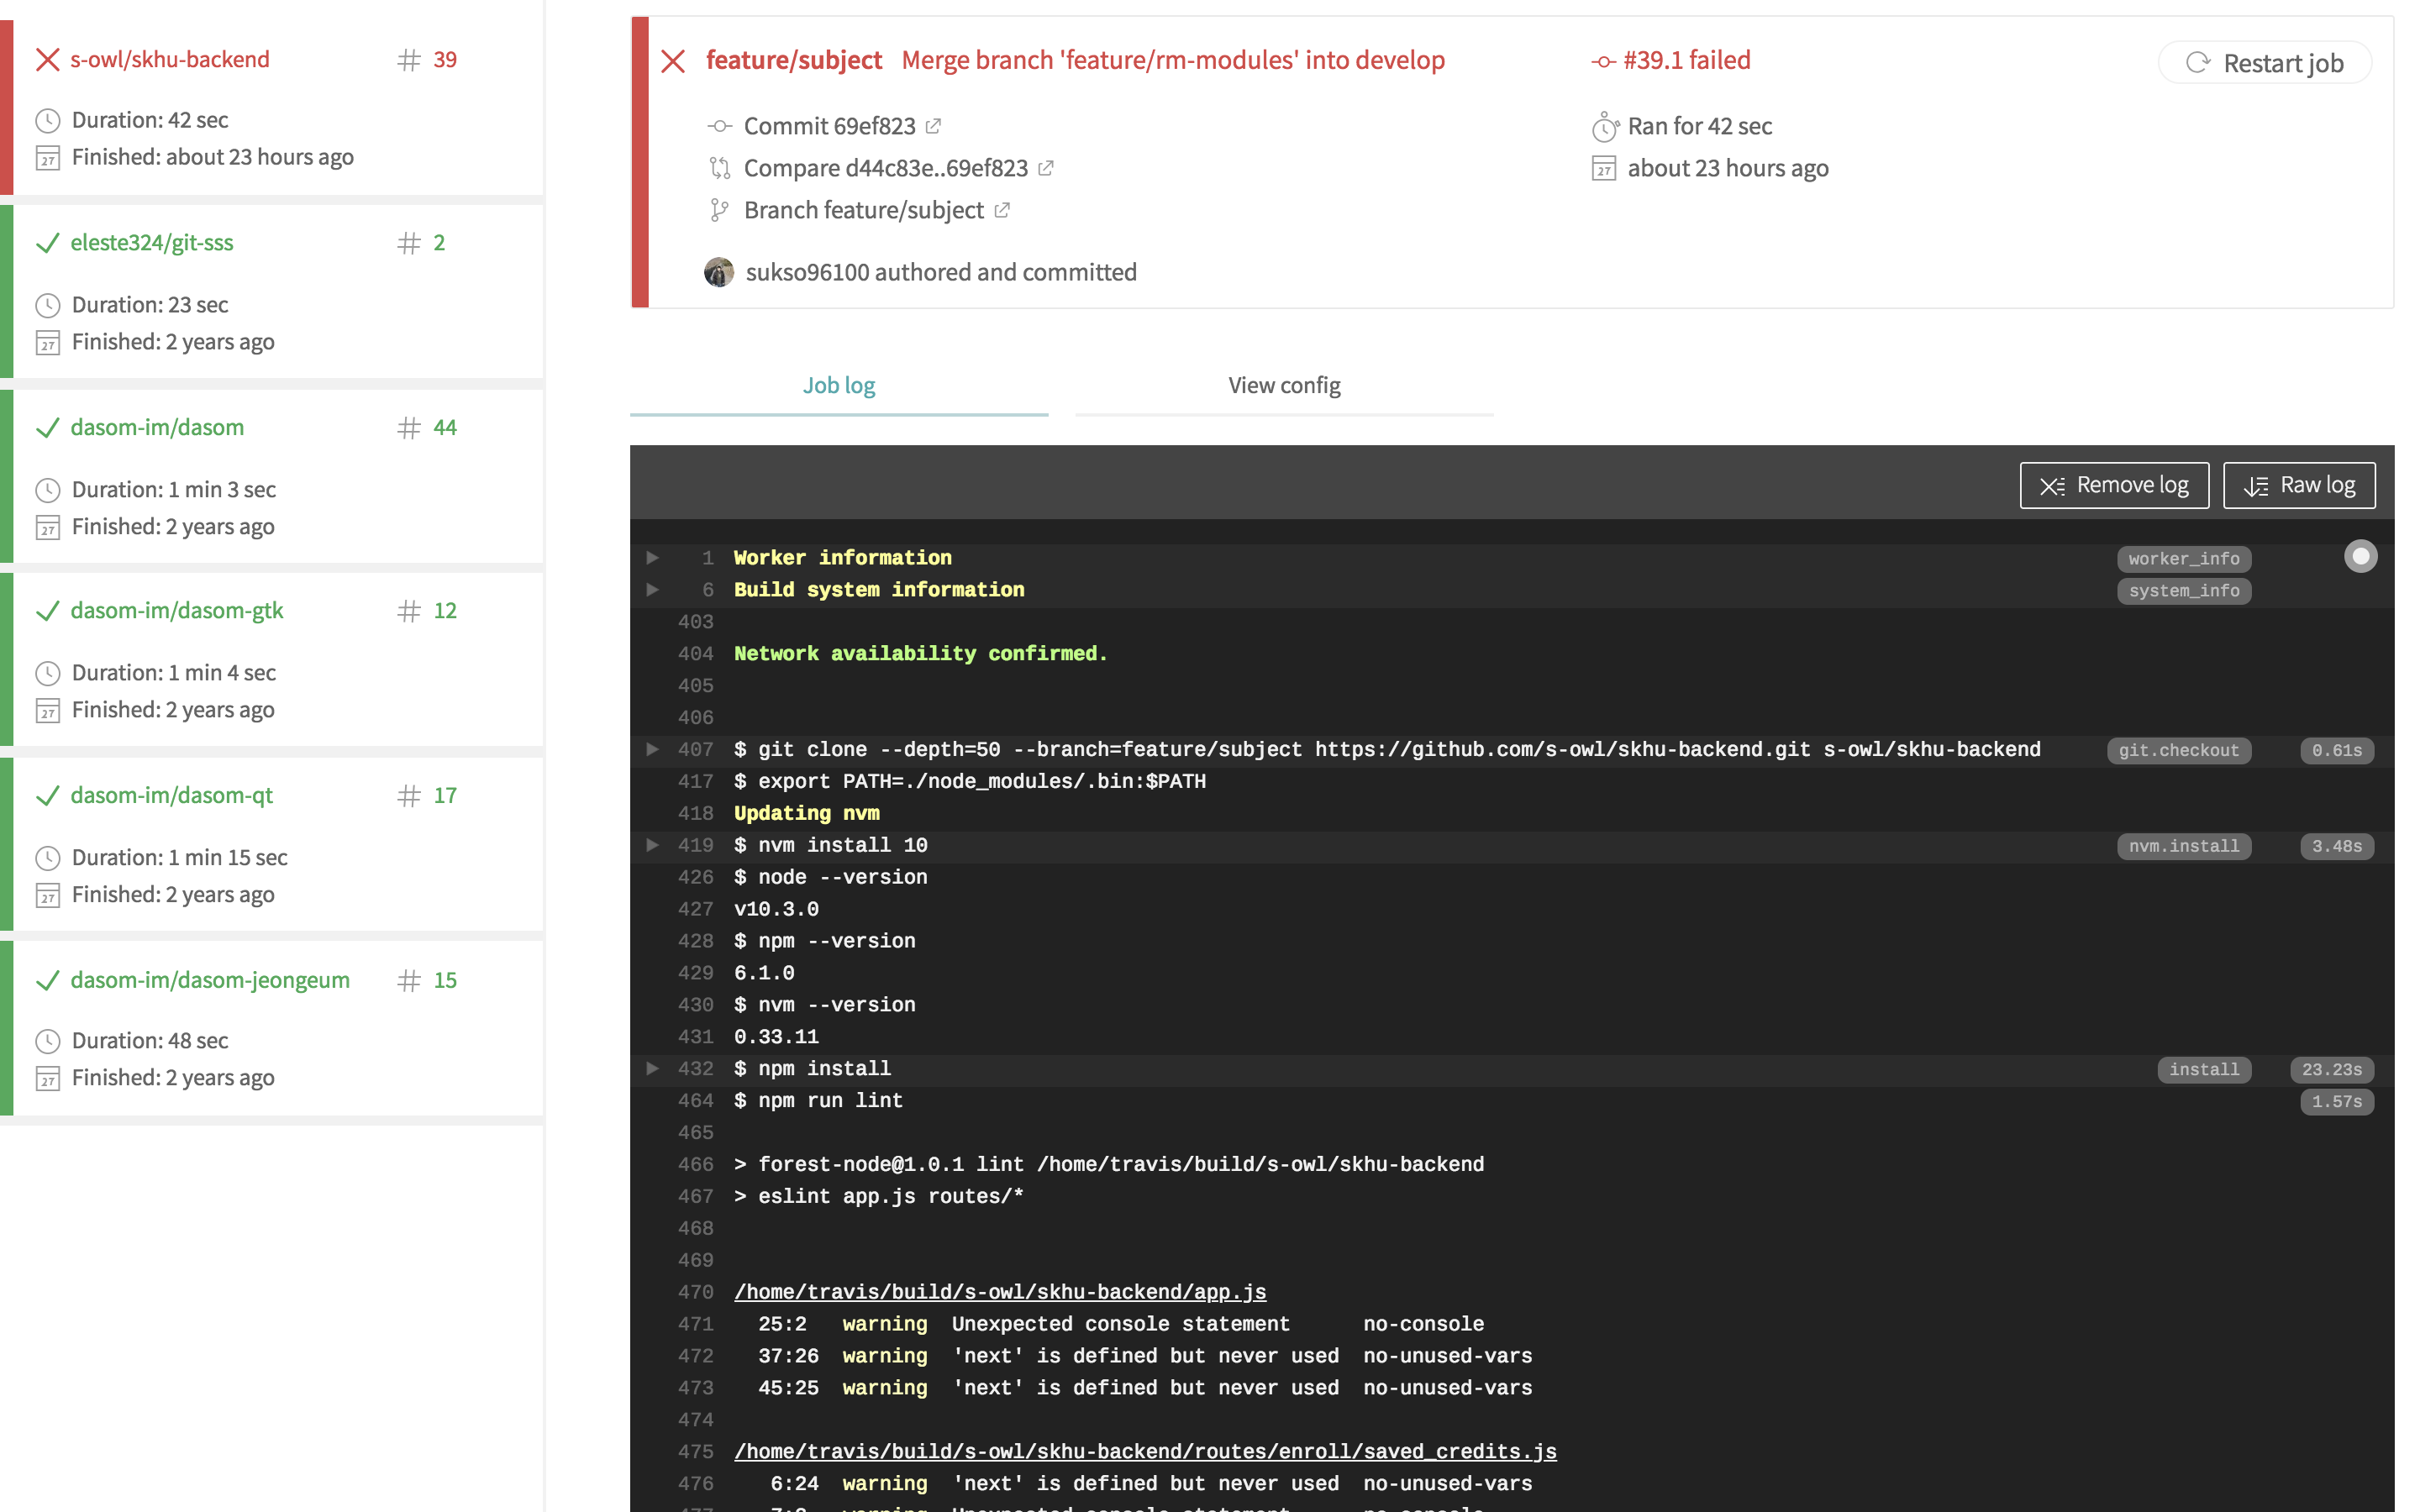 s-owl/skhu-backend # 39
Duration: 42 sec
27 Finished: about 23 hours ago
eleste324/git-sss # 2
Duration: 23 sec
27 Finished: 2 years ago
dasom-im/dasom # 44
Duration: 1 min 3 sec
27 Finished: 2 years ago
dasom-im/dasom-gtk # 12
Duration: 1 min 4 sec
27 Finished: 2 years ago
dasom-im/dasom-qt # 17
Duration: 1 min 15 sec
27 Finished: 2 years ago
dasom-im/dasom-jeongeum # 15
Duration: 48 sec
27 Finished: 2 years ago
feature/subject Merge branch 'feature/rm-modules' into develop
Commit 69ef823
Compare d44c83e..69ef823
Branch feature/subject
sukso96100 authored and committed
#39.1 failed
Ran for 42 sec
27 about 23 hours ago
Restart job
Job log View config
Remove log Raw log
1 Worker information worker_info
6 Build system information system_info
403
404 Network availability confirmed.
405
406
407 $ git clone --depth=50 --branch=feature/subject https://github.com/s-owl/skhu-backend.git s-owl/skhu-backend git.checkout 0.61s
417 $ export PATH=./node_modules/.bin:$PATH
418 Updating nvm
419 $ nvm install 10 nvm.install 3.48s
426 $ node --version
427 v10.3.0
428 $ npm --version
429 6.1.0
430 $ nvm --version
431 0.33.11
432 $ npm install install 23.23s
464 $ npm run lint 1.57s
465
466 > forest-node@1.0.1 lint /home/travis/build/s-owl/skhu-backend
467 > eslint app.js routes/*
468
469
470 /home/travis/build/s-owl/skhu-backend/app.js
471 25:2 warning Unexpected console statement no-console
472 37:26 warning 'next' is defined but never used no-unused-vars
473 45:25 warning 'next' is defined but never used no-unused-vars
474
475 /home/travis/build/s-owl/skhu-backend/routes/enroll/saved_credits.js
476 6:24 warning 'next' is defined but never used no-unused-vars